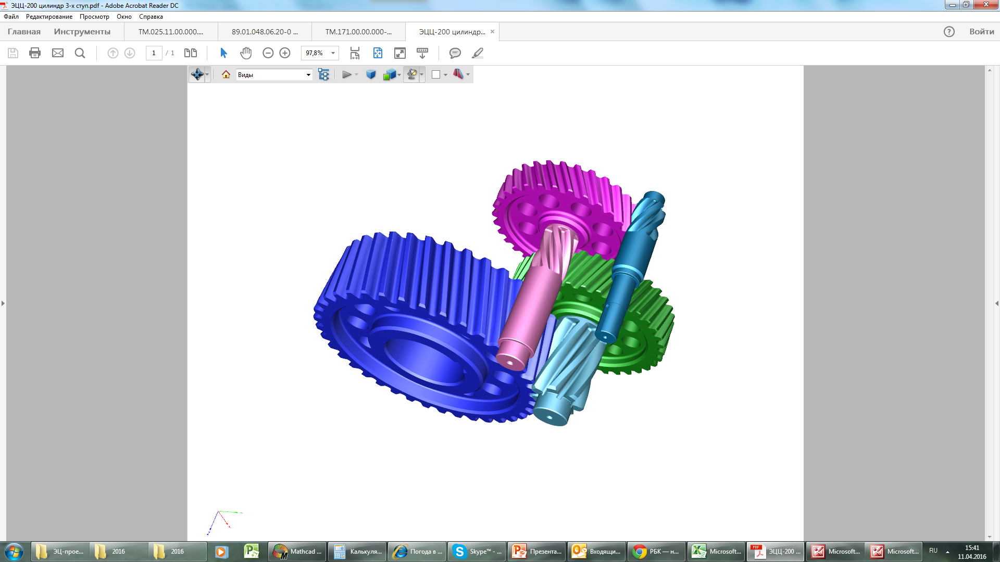 ЭЦЦ-200 цилиндр 3-х ступ.pdf - Adobe Acrobat Reader DC
Файл Редактирование Просмотр Окно Справка
Главная Инструменты TM.025.11.00.000.... 89.01.048.06.20-0 ... TM.171.00.00.000-... ЭЦЦ-200 цилиндр... Войти
1 / 1 97,8%
Виды
Z
ЭЦ-прое... 2016 2016 Mathcad ... Калькуля... Погода в ... Skype™ - ... Презента... Входящи... РБК — н... Microsoft... ЭЦЦ-200 ... Microsoft... Microsoft... RU 15:41
11.04.2016